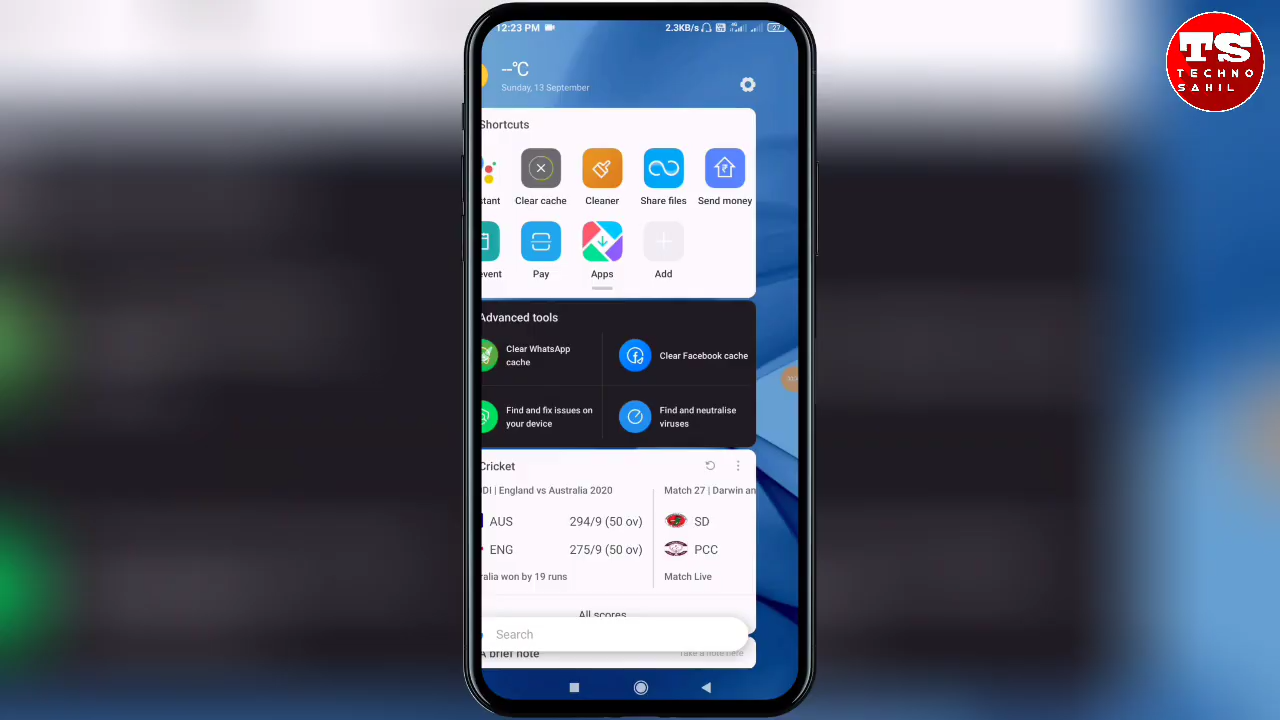 12:23 PM
2.3KB/s
27
TS
TECHNO
SAHIL
--°C
Sunday, 13 September
Shortcuts
stant
Clear cache
Cleaner
Share files
Send money
event
Pay
Apps
Add
Advanced tools
Clear WhatsApp
cache
Clear Facebook cache
Find and fix issues on
your device
Find and neutralise
viruses
Cricket
DI | England vs Australia 2020
Match 27 | Darwin an
AUS 294/9 (50 ov)
SD
ENG 275/9 (50 ov)
PCC
ralia won by 19 runs
Match Live
All scores
Search
A brief note
Take a note here